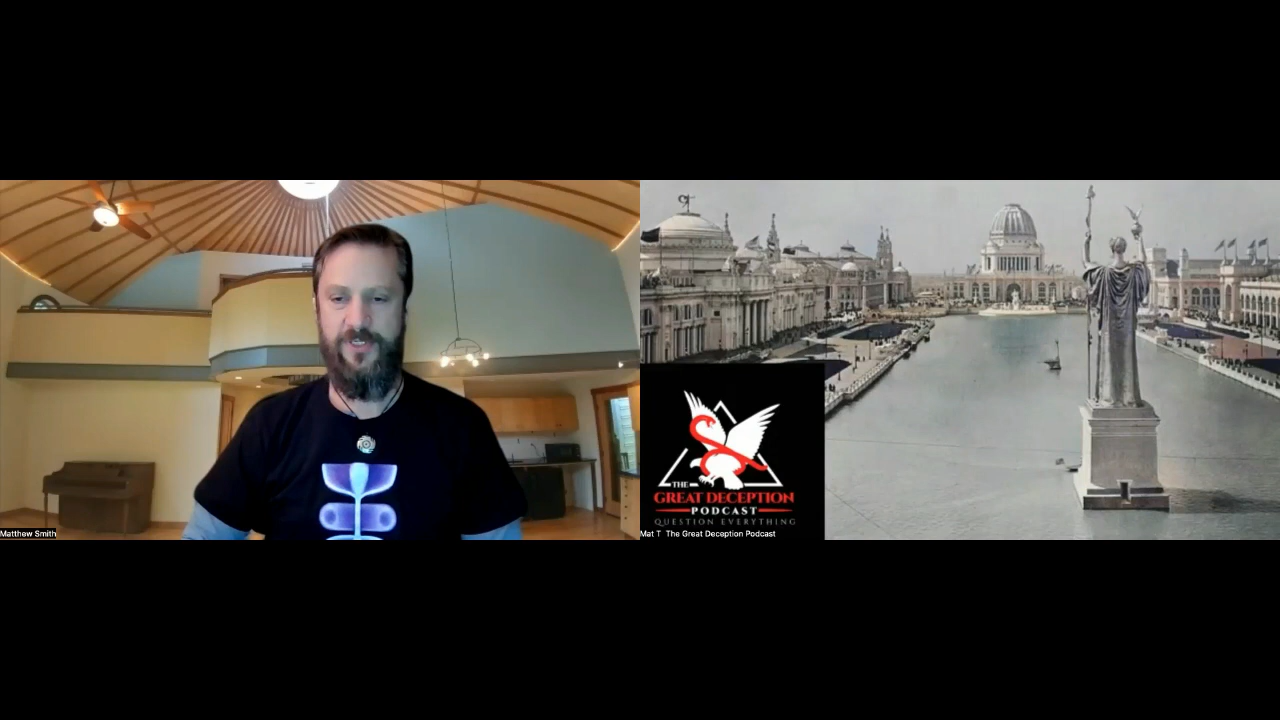 Matthew Smith
THE
GREAT DECEPTION
PODCAST
QUESTION EVERYTHING
Mat T The Great Deception Podcast